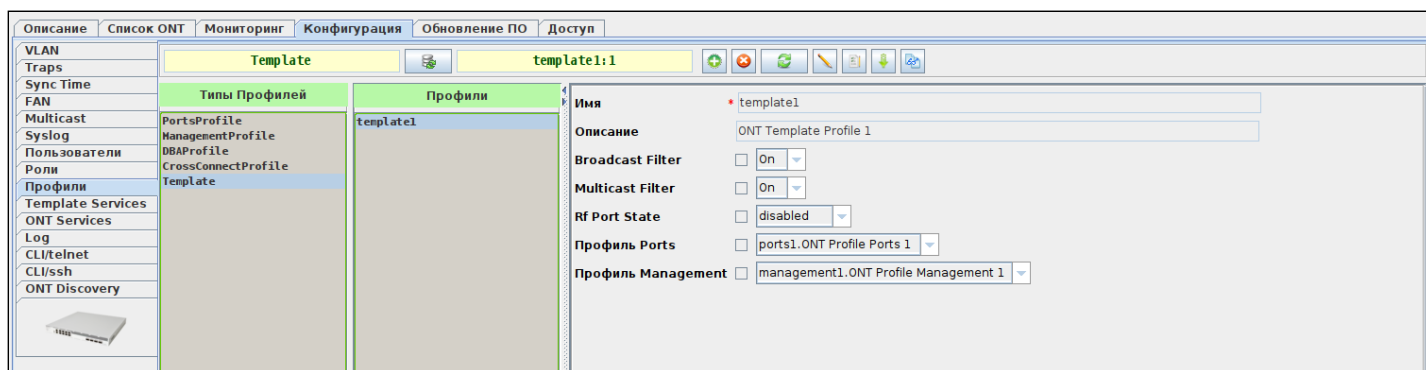 Описание Список ONT Мониторинг Конфигурация Обновление ПО Доступ
VLAN
Traps
Sync Time
FAN
Multicast
Syslog
Пользователи
Роли
Профили
Template Services
ONT Services
Log
CLI/telnet
CLI/ssh
ONT Discovery
Template template1:1
Типы Профилей
PortsProfile
ManagementProfile
DBAProfile
CrossConnectProfile
Template
Профили
template1
Имя * template1
Описание ONT Template Profile 1
Broadcast Filter On
Multicast Filter On
Rf Port State disabled
Профиль Ports ports1.ONT Profile Ports 1
Профиль Management management1.ONT Profile Management 1